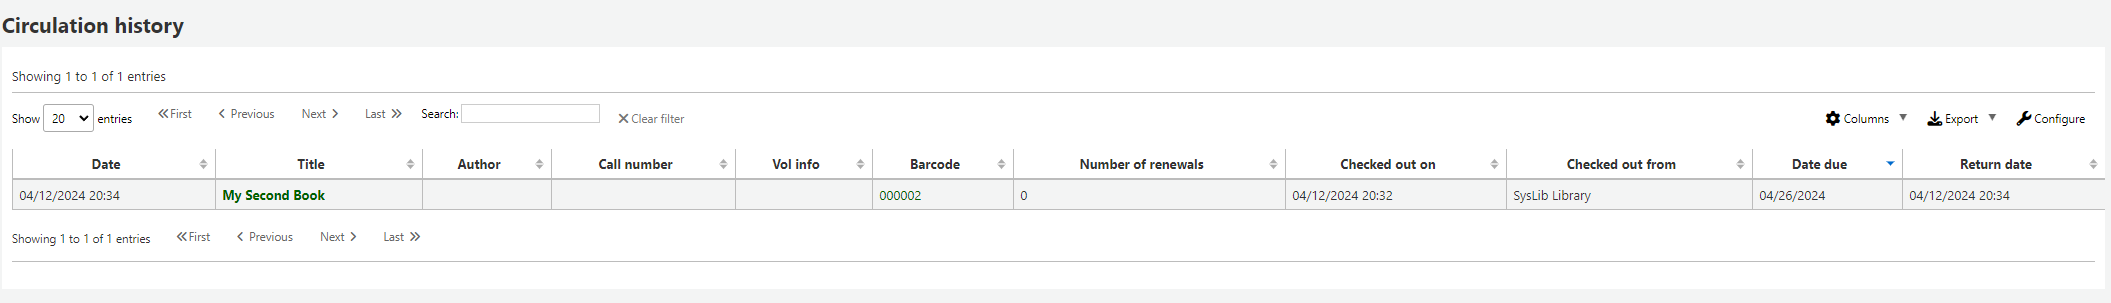 Circulation history
Showing 1 to 1 of 1 entries
Show 20 entries First Previous Next Last Search: Clear filter Columns Export Configure
Date Title Author Call number Vol info Barcode Number of renewals Checked out on Checked out from Date due Return date
04/12/2024 20:34 My Second Book 000002 0 04/12/2024 20:32 SysLib Library 04/26/2024 04/12/2024 20:34
Showing 1 to 1 of 1 entries First Previous Next Last